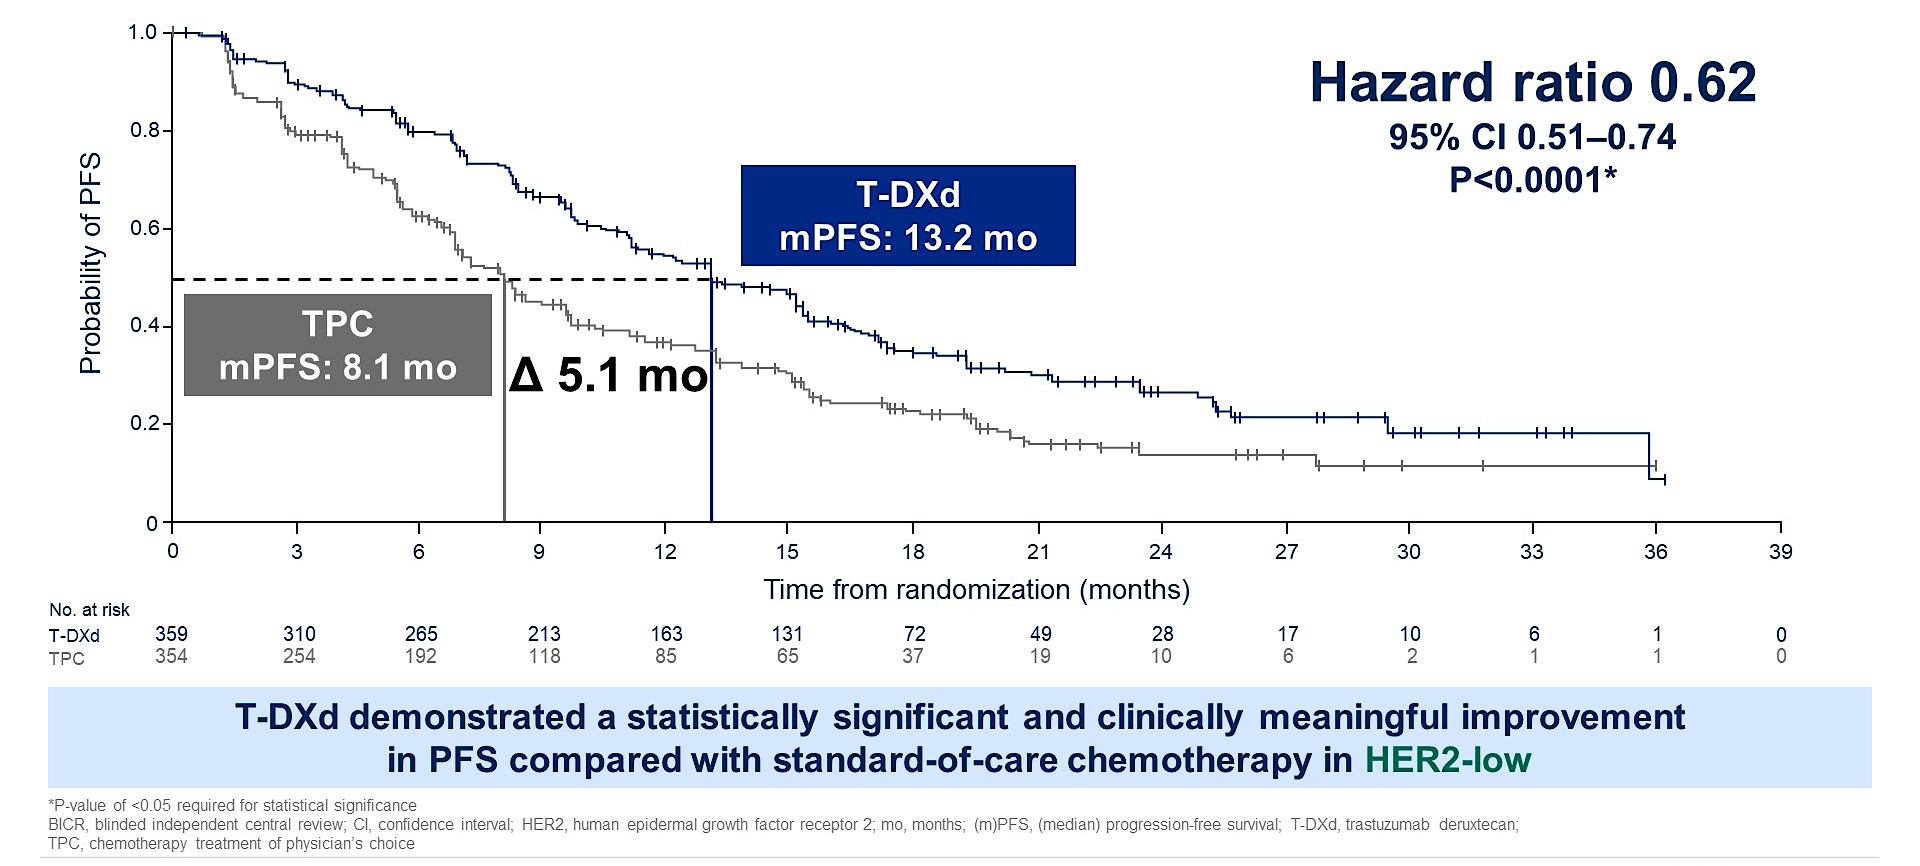 Hazard ratio 0.62
95% CI 0.51–0.74
P<0.0001*
T-DXd
mPFS: 13.2 mo
TPC
mPFS: 8.1 mo
Δ 5.1 mo
Probability of PFS
1.0
0.8
0.6
0.4
0.2
0
0 3 6 9 12 15 18 21 24 27 30 33 36 39
Time from randomization (months)
No. at risk
T-DXd 359 310 265 213 163 131 72 49 28 17 10 6 1 0
TPC 354 254 192 118 85 65 37 19 10 6 2 1 1 0
T-DXd demonstrated a statistically significant and clinically meaningful improvement
in PFS compared with standard-of-care chemotherapy in HER2-low
*P-value of <0.05 required for statistical significance
BICR, blinded independent central review; CI, confidence interval; HER2, human epidermal growth factor receptor 2; mo, months; (m)PFS, (median) progression-free survival; T-DXd, trastuzumab deruxtecan;
TPC, chemotherapy treatment of physician's choice